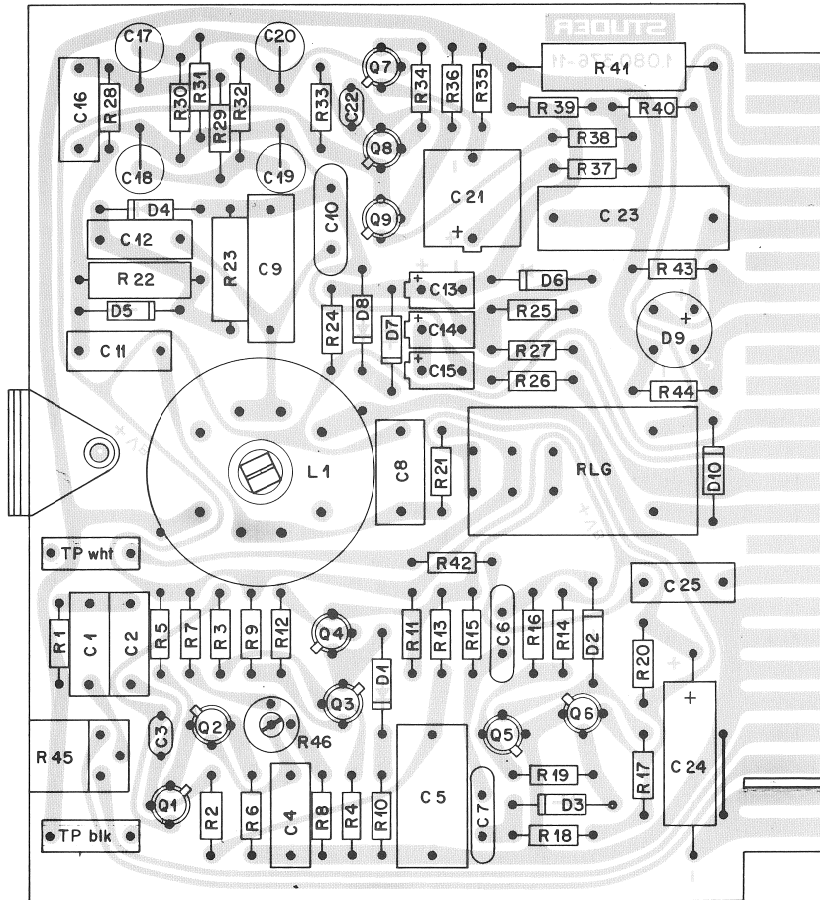 C17
C20
STUDER
Q7
R34
R36
R35
R41
C16
R28
R30
R31
R29
R32
R33
C22
R39
R40
Q8
R38
R37
C18
C19
C10
C21
+
C23
D4
Q9
C12
R23
C9
R22
R43
D5
R24
D8
D7
+
C13
D6
R25
+
C14
D9
+
C11
+
C15
R27
R26
R44
L1
C8
R21
RLG
D10
TP wht
R42
C25
R1
C1
C2
R5
R7
R3
R9
R12
Q4
R11
R13
R15
C6
R16
R14
D2
R20
D1
Q3
C3
Q2
R46
Q5
Q6
+
R45
R17
C24
Q1
R2
R6
C4
R8
R4
R10
C5
C7
R19
D3
TP blk
R18